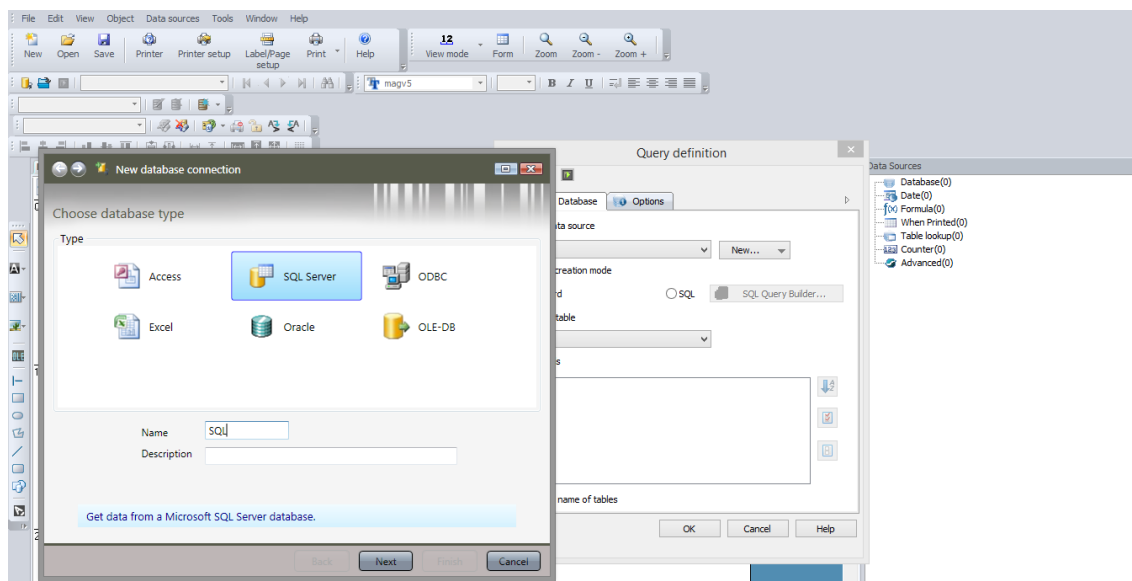 File Edit View Object Data sources Tools Window Help
New Open Save Printer Printer setup Label/Page setup Print Help 12 View mode Form Zoom Zoom - Zoom +
magv5 B I U
New database connection
Choose database type
Type
Access SQL Server ODBC
Excel Oracle OLE-DB
Name SQL
Description
Get data from a Microsoft SQL Server database.
Back Next Finish Cancel
Query definition
Database Options
ta source
New...
creation mode
rd SQL SQL Query Builder...
table
s
name of tables
OK Cancel Help
Data Sources
Database(0)
Date(0)
f(x) Formula(0)
When Printed(0)
Table lookup(0)
123 Counter(0)
Advanced(0)